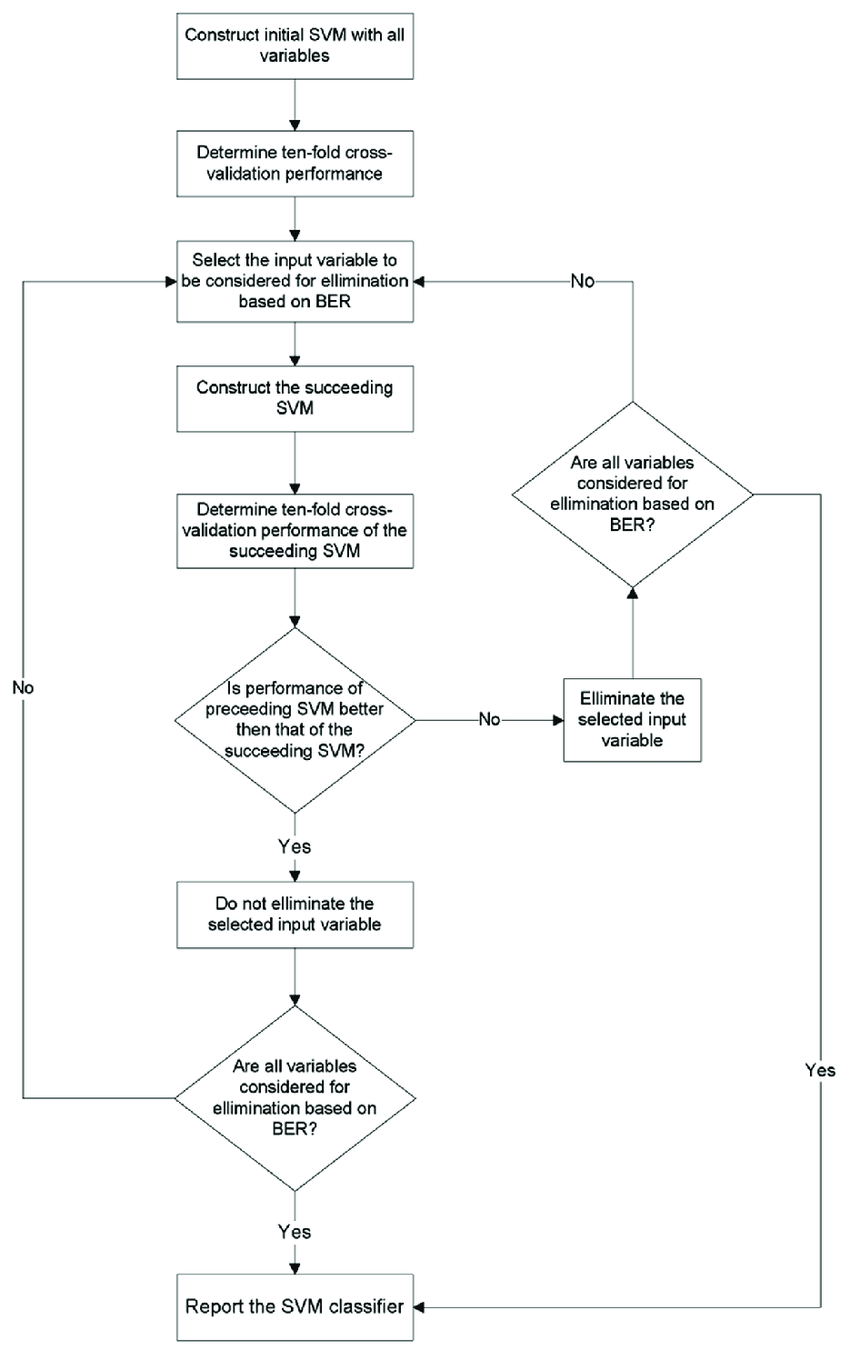 Construct initial SVM with all
variables
Determine ten-fold cross-
validation performance
Select the input variable to
be considered for ellimination
based on BER
No
Construct the succeeding
SVM
Are all variables
considered for
ellimination based on
BER?
Determine ten-fold cross-
validation performance of the
succeeding SVM
No
Is performance of
preceeding SVM better
then that of the
succeeding SVM?
No
Elliminate the
selected input
variable
Yes
Do not elliminate the
selected input variable
Are all variables
considered for
ellimination based on
BER?
Yes
Yes
Report the SVM classifier